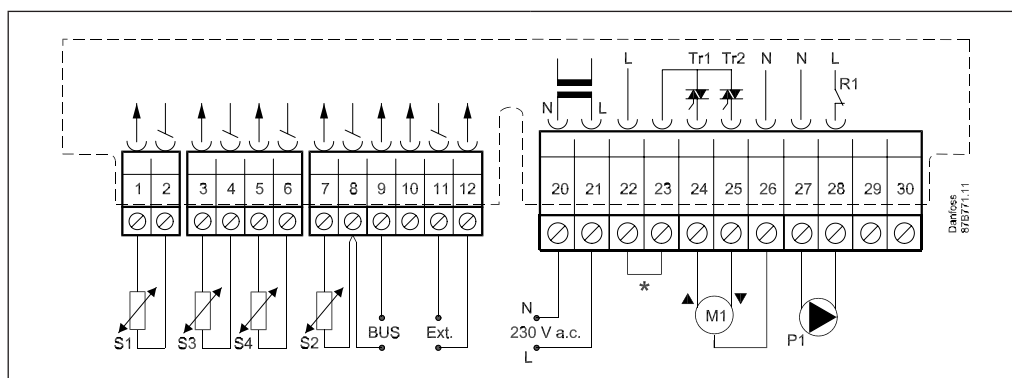 L Tr1 Tr2 N N L
R1
N L
1 2 3 4 5 6 7 8 9 10 11 12
20 21 22 23 24 25 26 27 28 29 30
Danfoss
87B771.11
S1 S3 S4 S2 BUS Ext.
N
230 V a.c.
L
*
M1
P1